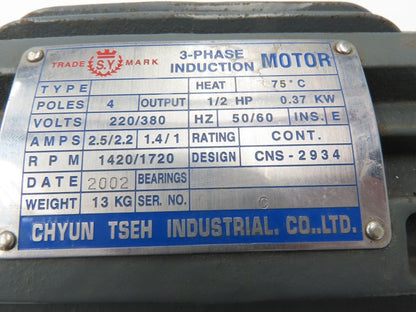 TRADE S.Y. MARK 3-PHASE INDUCTION MOTOR
TYPE HEAT 75°C
POLES 4 OUTPUT 1/2 HP 0.37 KW
VOLTS 220/380 HZ 50/60 INS. E
AMPS 2.5/2.2 1.4/1 RATING CONT.
RPM 1420/1720 DESIGN CNS-2934
DATE 2002 BEARINGS
WEIGHT 13 KG SER. NO. C
CHYUN TSEH INDUSTRIAL. CO.,LTD.